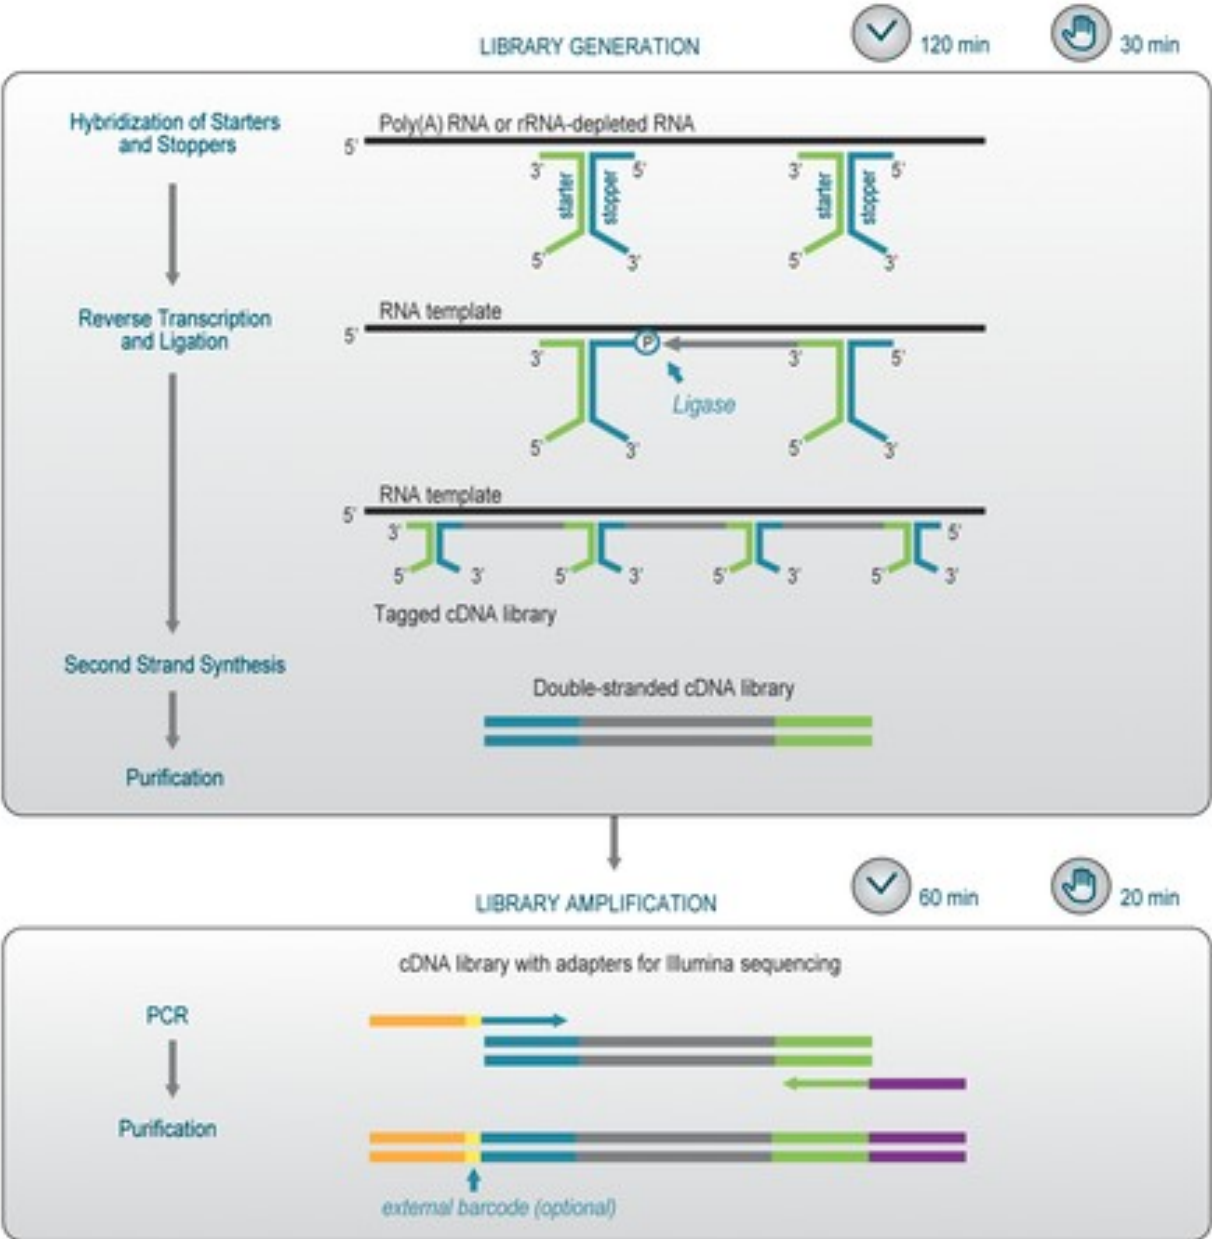 LIBRARY GENERATION
120 min
30 min
Hybridization of Starters
and Stoppers
Poly(A) RNA or rRNA-depleted RNA
5'
3'
starter
stopper
5'
5'
3'
3'
starter
stopper
5'
5'
3'
Reverse Transcription
and Ligation
RNA template
5'
3'
P
3'
5'
Ligase
5'
3'
5'
3'
RNA template
5'
3'
5'
5'
3'
5'
3'
5'
3'
5'
3'
Tagged cDNA library
Second Strand Synthesis
Double-stranded cDNA library
Purification
LIBRARY AMPLIFICATION
60 min
20 min
cDNA library with adapters for Illumina sequencing
PCR
Purification
external barcode (optional)